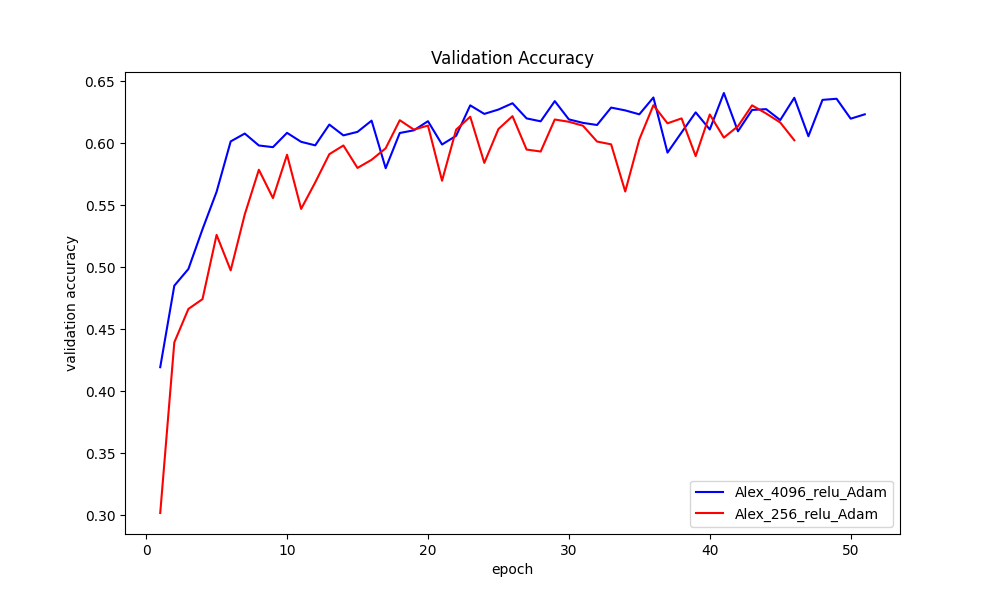 Validation Accuracy
validation accuracy
0.65
0.60
0.55
0.50
0.45
0.40
0.35
0.30
0
10
20
30
40
50
epoch
Alex_4096_relu_Adam
Alex_256_relu_Adam